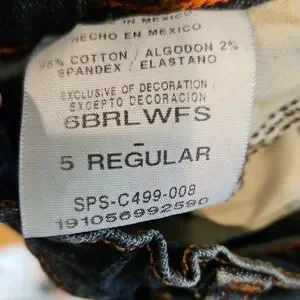 IN MEXICO
HECHO EN MEXICO
98% COTTON / ALGODON 2%
SPANDEX / ELASTANO
EXCLUSIVE OF DECORATION /
EXCEPTO DECORACION
6BRLWFS
-
5 REGULAR
SPS-C499-008
191056992590